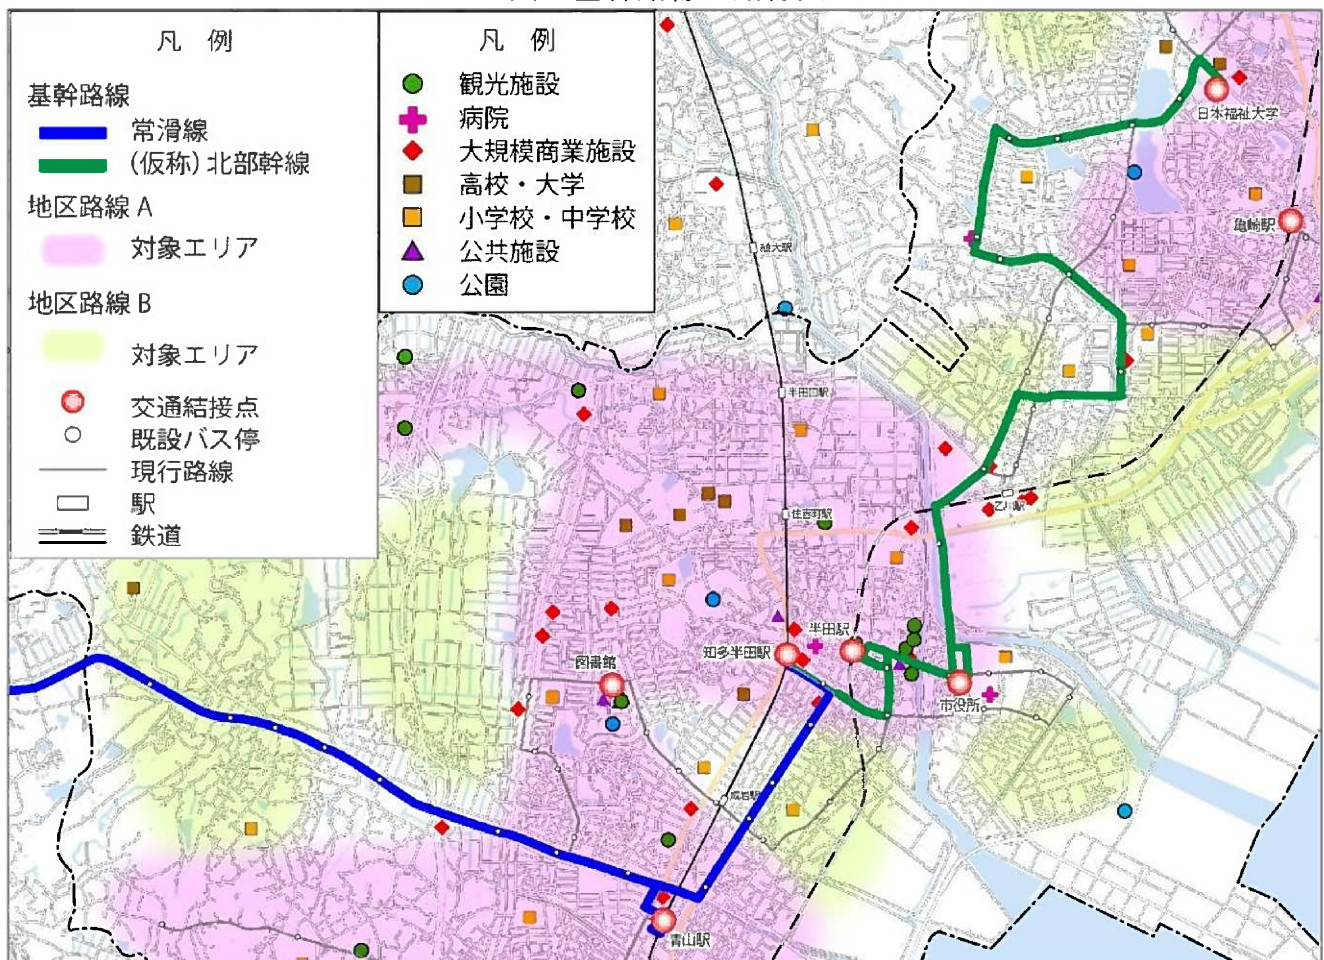 凡 例
基幹路線
常滑線
(仮称) 北部幹線
地区路線 A
対象エリア
地区路線 B
対象エリア
交通結接点
既設バス停
現行路線
駅
鉄道
凡 例
観光施設
病院
大規模商業施設
高校・大学
小学校・中学校
公共施設
公園
日本福祉大学
亀崎駅
植大駅
半田口駅
住吉町駅
乙川駅
半田駅
知多半田駅
図書館
市役所
成岩駅
青山駅